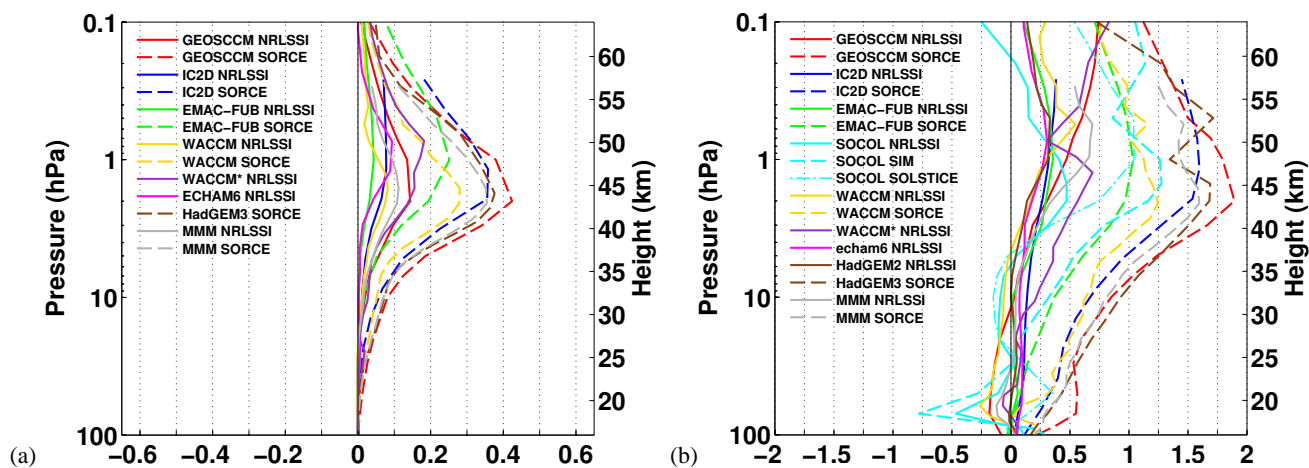 0.1
1
10
100
Pressure (hPa)
GEOSCCM NRLSSI
GEOSCCM SORCE
IC2D NRLSSI
IC2D SORCE
EMAC−FUB NRLSSI
EMAC−FUB SORCE
WACCM NRLSSI
WACCM SORCE
WACCM* NRLSSI
ECHAM6 NRLSSI
HadGEM3 SORCE
MMM NRLSSI
MMM SORCE
60
55
50
45
40
35
30
25
20
Height (km)
(a)
−0.6 −0.4 −0.2 0 0.2 0.4 0.6
0.1
1
10
100
Pressure (hPa)
GEOSCCM NRLSSI
GEOSCCM SORCE
IC2D NRLSSI
IC2D SORCE
EMAC−FUB NRLSSI
EMAC−FUB SORCE
SOCOL NRLSSI
SOCOL SIM
SOCOL SOLSTICE
WACCM NRLSSI
WACCM SORCE
WACCM* NRLSSI
echam6 NRLSSI
HadGEM2 NRLSSI
HadGEM3 SORCE
MMM NRLSSI
MMM SORCE
60
55
50
45
40
35
30
25
20
Height (km)
(b)
−2 −1.5 −1 −0.5 0 0.5 1 1.5 2